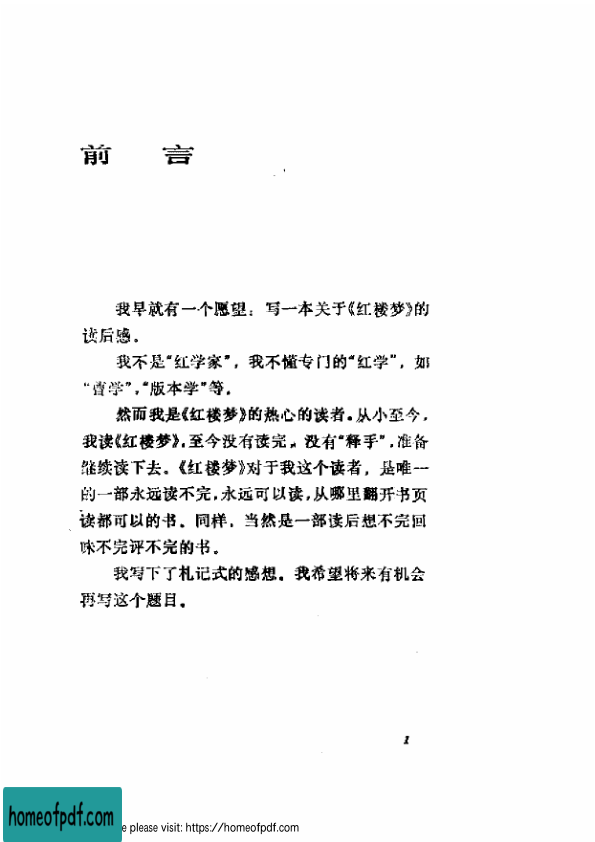 前 言
我早就有一个愿望：写一本关于《红楼梦》的
读后感。
我不是“红学家”，我不懂专门的“红学”，如
“曹学”，“版本学”等。
然而我是《红楼梦》的热心的读者。从小至今，
我读《红楼梦》，至今没有读完，没有“释手”，准备
继续读下去。《红楼梦》对于我这个读者，是唯一
的一部永远读不完，永远可以读，从哪里翻开书页
读都可以的书。同样，当然是一部读后想不完回
味不完评不完的书。
我写下了札记式的感想。我希望将来有机会
再写这个题目。
1
homeofpdf.com
e please visit: https://homeofpdf.com